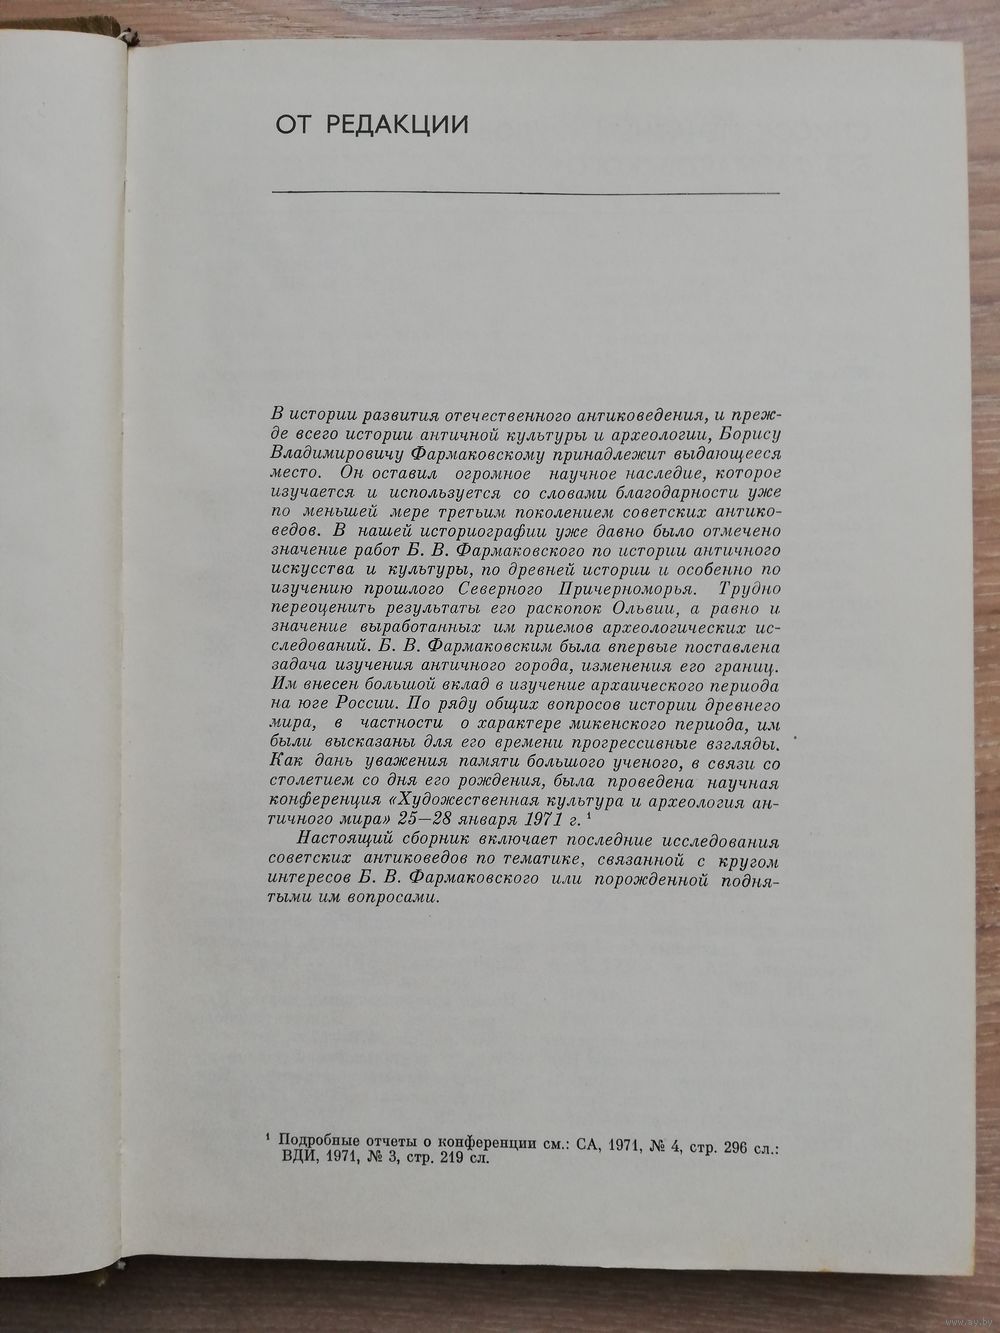 ОТ РЕДАКЦИИ
В истории развития отечественного антиковедения, и преж-
де всего истории античной культуры и археологии, Борису
Владимировичу Фармаковскому принадлежит выдающееся
место. Он оставил огромное научное наследие, которое
изучается и используется со словами благодарности уже
по меньшей мере третьим поколением советских антико-
ведов. В нашей историографии уже давно было отмечено
значение работ Б. В. Фармаковского по истории античного
искусства и культуры, по древней истории и особенно по
изучению прошлого Северного Причерноморья. Трудно
переоценить результаты его раскопок Ольвии, а равно и
значение выработанных им приемов археологических ис-
следований. Б. В. Фармаковским была впервые поставлена
задача изучения античного города, изменения его границ.
Им внесен большой вклад в изучение архаического периода
на юге России. По ряду общих вопросов истории древнего
мира, в частности о характере микенского периода, им
были высказаны для его времени прогрессивные взгляды.
Как дань уважения памяти большого ученого, в связи со
столетием со дня его рождения, была проведена научная
конференция «Художественная культура и археология ан-
тичного мира» 25—28 января 1971 г. ¹
Настоящий сборник включает последние исследования
советских антиковедов по тематике, связанной с кругом
интересов Б. В. Фармаковского или порожденной подня-
тыми им вопросами.
¹ Подробные отчеты о конференции см.: СА, 1971, № 4, стр. 296 сл.:
ВДИ, 1971, № 3, стр. 219 сл.
www.ay.by